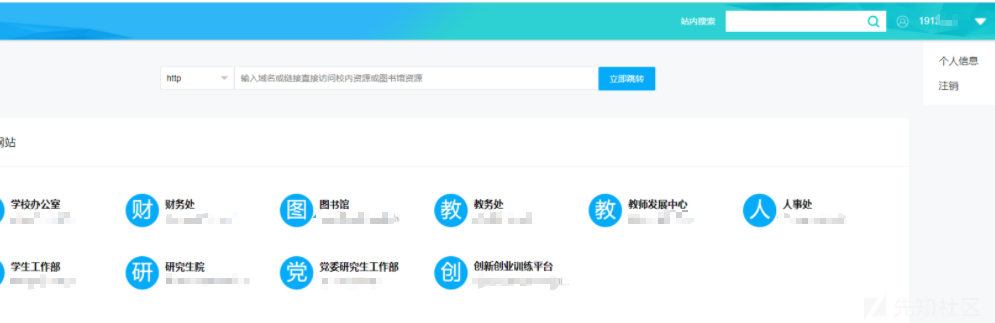 站内搜索
191
个人信息
注销
http
输入域名或链接直接访问校内资源或图书馆资源
立即跳转
网站
学校办公室
财 财务处
图 图书馆
教 教务处
教 教师发展中心
人 人事处
学生工作部
研 研究生院
党 党委研究生工作部
创 创新创业训练平台
先知社区